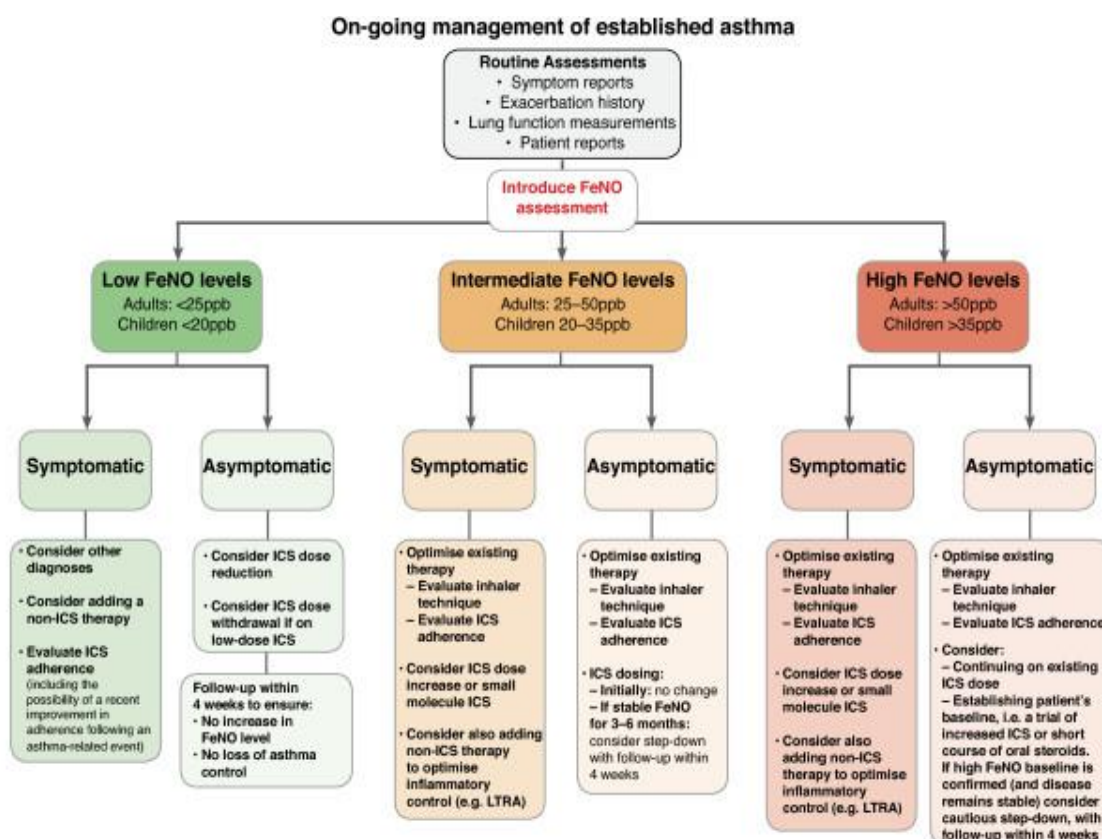 On-going management of established asthma
Routine Assessments
• Symptom reports
• Exacerbation history
• Lung function measurements
• Patient reports
Introduce FeNO
assessment
Low FeNO levels
Adults: <25ppb
Children <20ppb
Intermediate FeNO levels
Adults: 25–50ppb
Children 20–35ppb
High FeNO levels
Adults: >50ppb
Children >35ppb
Symptomatic
Asymptomatic
Symptomatic
Asymptomatic
Symptomatic
Asymptomatic
• Consider other
diagnoses
• Consider adding a
non-ICS therapy
• Evaluate ICS
adherence
(including the
possibility of a recent
improvement in
adherence following an
asthma-related event)
• Consider ICS dose
reduction
• Consider ICS dose
withdrawal if on
low-dose ICS
Follow-up within
4 weeks to ensure:
• No increase in
FeNO level
• No loss of asthma
control
• Optimise existing
therapy
– Evaluate inhaler
technique
– Evaluate ICS
adherence
• Consider ICS dose
increase or small
molecule ICS
• Consider also adding
non-ICS therapy
to optimise
inflammatory
control (e.g. LTRA)
• Optimise existing
therapy
– Evaluate inhaler
technique
– Evaluate ICS
adherence
• ICS dosing:
– Initially: no change
– If stable FeNO
for 3–6 months:
consider step-down
with follow-up within
4 weeks
• Optimise existing
therapy
– Evaluate inhaler
technique
– Evaluate ICS
adherence
• Consider ICS dose
increase or small
molecule ICS
• Consider also
adding non-ICS
therapy to optimise
inflammatory
control (e.g. LTRA)
Optimise existing
therapy
– Evaluate inhaler
technique
– Evaluate ICS adherence
• Consider:
– Continuing on existing
ICS dose
– Establishing patient's
baseline, i.e. a trial of
increased ICS or short
course of oral steroids.
If high FeNO baseline is
confirmed (and disease
remains stable) consider
cautious step-down, with
follow-up within 4 weeks